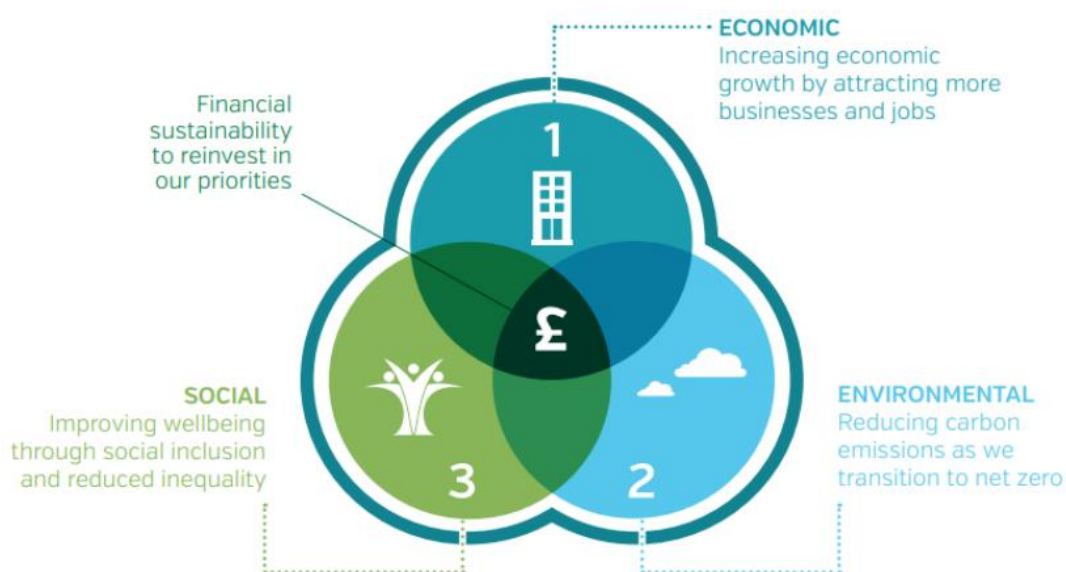 ECONOMIC
Increasing economic
growth by attracting more
businesses and jobs
Financial
sustainability
to reinvest in
our priorities
1
£
SOCIAL
Improving wellbeing
through social inclusion
and reduced inequality
3
2
ENVIRONMENTAL
Reducing carbon
emissions as we
transition to net zero